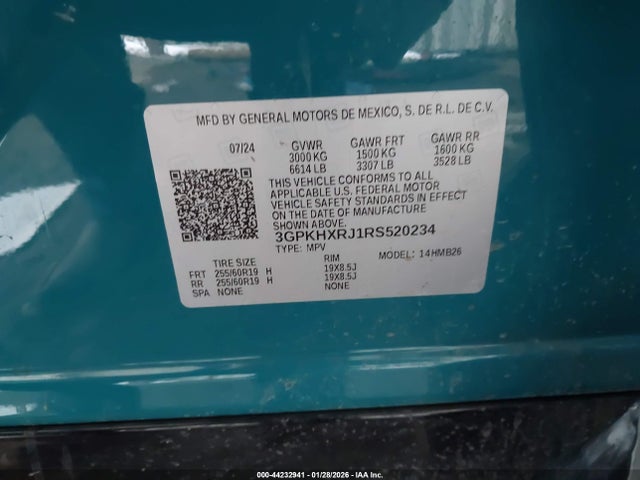 MFD BY GENERAL MOTORS DE MEXICO, S. DE R.L. DE C.V.
07/24 GVWR GAWR FRT GAWR RR
3000 KG 1500 KG 1600 KG
6614 LB 3307 LB 3528 LB
THIS VEHICLE CONFORMS TO ALL
APPLICABLE U.S. FEDERAL MOTOR
VEHICLE SAFETY STANDARDS IN EFFECT
ON THE DATE OF MANUFACTURE
SHOWN ABOVE.
3GPKHXRJ1RS520234
TYPE: MPV MODEL: 14HMB26
TIRE SIZE RIM
FRT 255/60R19 H 19X8.5J
RR 255/60R19 H 19X8.5J
SPA NONE NONE
000-44232941 - 01/28/2026 - IAA Inc.